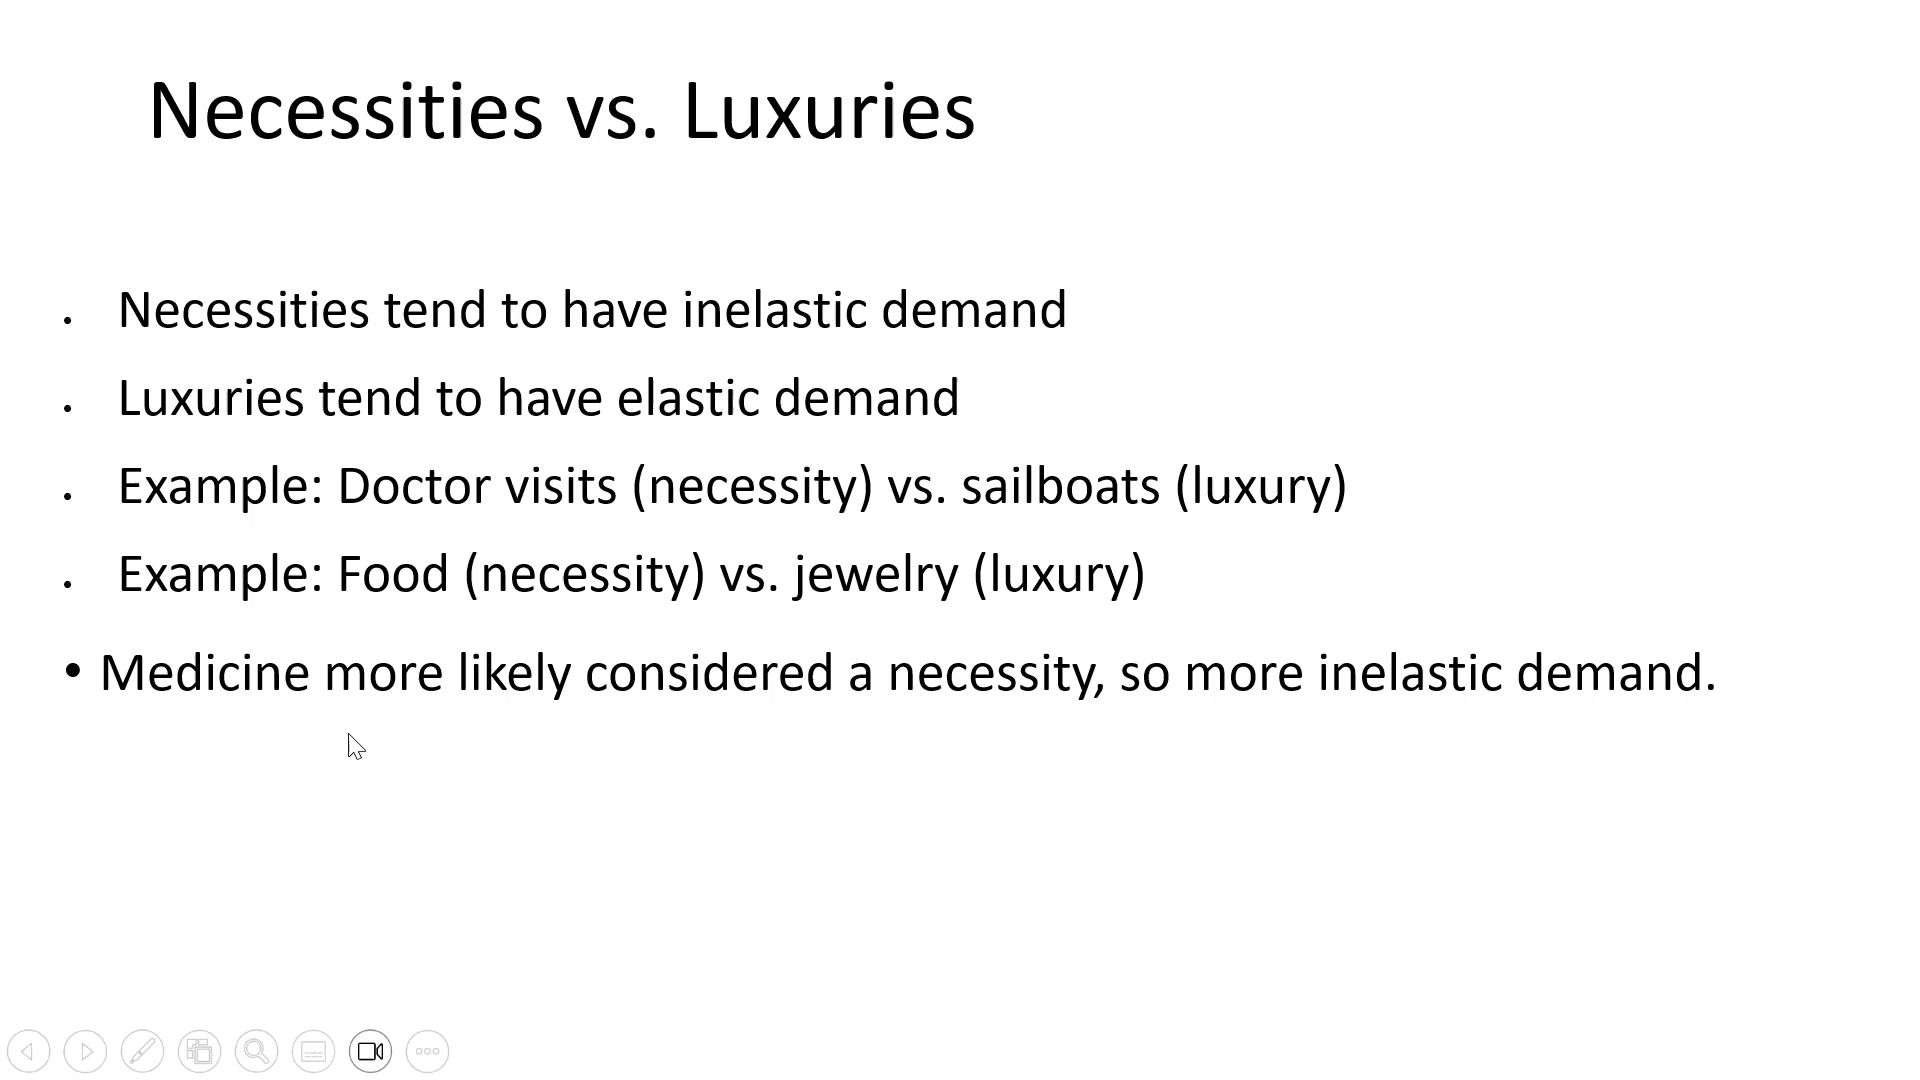 Necessities vs. Luxuries
• Necessities tend to have inelastic demand
• Luxuries tend to have elastic demand
• Example: Doctor visits (necessity) vs. sailboats (luxury)
• Example: Food (necessity) vs. jewelry (luxury)
• Medicine more likely considered a necessity, so more inelastic demand.